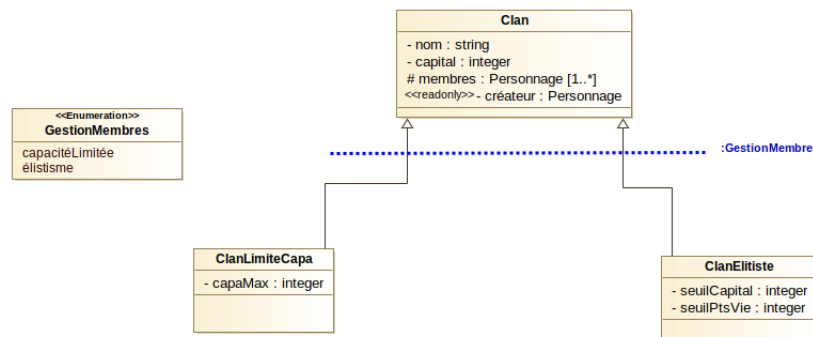 Clan
- nom : string
- capital : integer
# membres : Personnage [1..*]
<<readonly>> - créateur : Personnage
<<Enumeration>>
GestionMembres
capacitéLimitée
élistisme
:GestionMembres
ClanLimiteCapa
- capaMax : integer
ClanElitiste
- seuilCapital : integer
- seuilPtsVie : integer